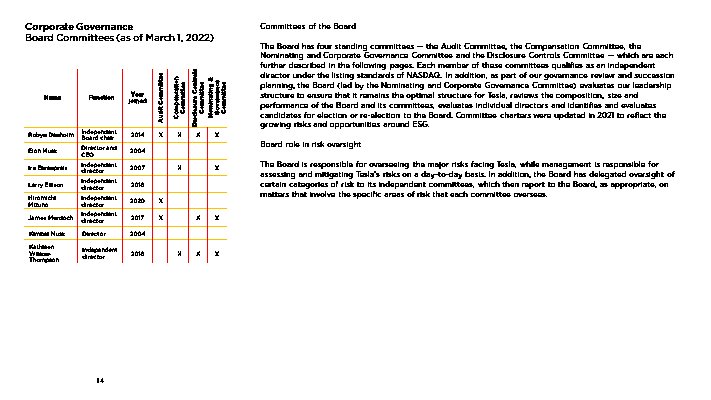 Corporate Governance
Board Committees (as of March 1, 2022)
Name Function Year joined Audit Committee Compensation Committee Disclosure Controls Committee Nominating & Governance Committee
Robyn Denholm Independent Board chair 2014 X X X X
Elon Musk Director and CEO 2004
Ira Ehrenpreis Independent director 2007 X X
Larry Ellison Independent director 2018
Hiromichi Mizuno Independent director 2020 X
James Murdoch Independent director 2017 X X X
Kimbal Musk Director 2004
Kathleen Wilson-Thompson Independent director 2018 X X X
14
Committees of the Board
The Board has four standing committees — the Audit Committee, the Compensation Committee, the
Nominating and Corporate Governance Committee and the Disclosure Controls Committee — which are each
further described in the following pages. Each member of these committees qualifies as an independent
director under the listing standards of NASDAQ. In addition, as part of our governance review and succession
planning, the Board (led by the Nominating and Corporate Governance Committee) evaluates our leadership
structure to ensure that it remains the optimal structure for Tesla, reviews the composition, size and
performance of the Board and its committees, evaluates individual directors and identifies and evaluates
candidates for election or re-election to the Board. Committee charters were updated in 2021 to reflect the
growing risks and opportunities around ESG.
Board role in risk oversight
The Board is responsible for overseeing the major risks facing Tesla, while management is responsible for
assessing and mitigating Tesla's risks on a day-to-day basis. In addition, the Board has delegated oversight of
certain categories of risk to its independent committees, which then report to the Board, as appropriate, on
matters that involve the specific areas of risk that each committee oversees.